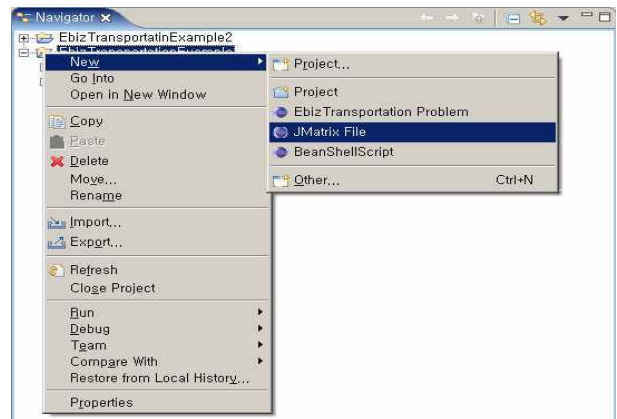 Navigator
EbizTransportatinExample2
EbizTransportationExample
New
Go Into
Open in New Window
Copy
Paste
Delete
Move...
Rename
Import...
Export...
Refresh
Close Project
Run
Debug
Team
Compare With
Restore from Local History...
Properties
Project...
Project
EbizTransportation Problem
JMatrix File
BeanShellScript
Other... Ctrl+N